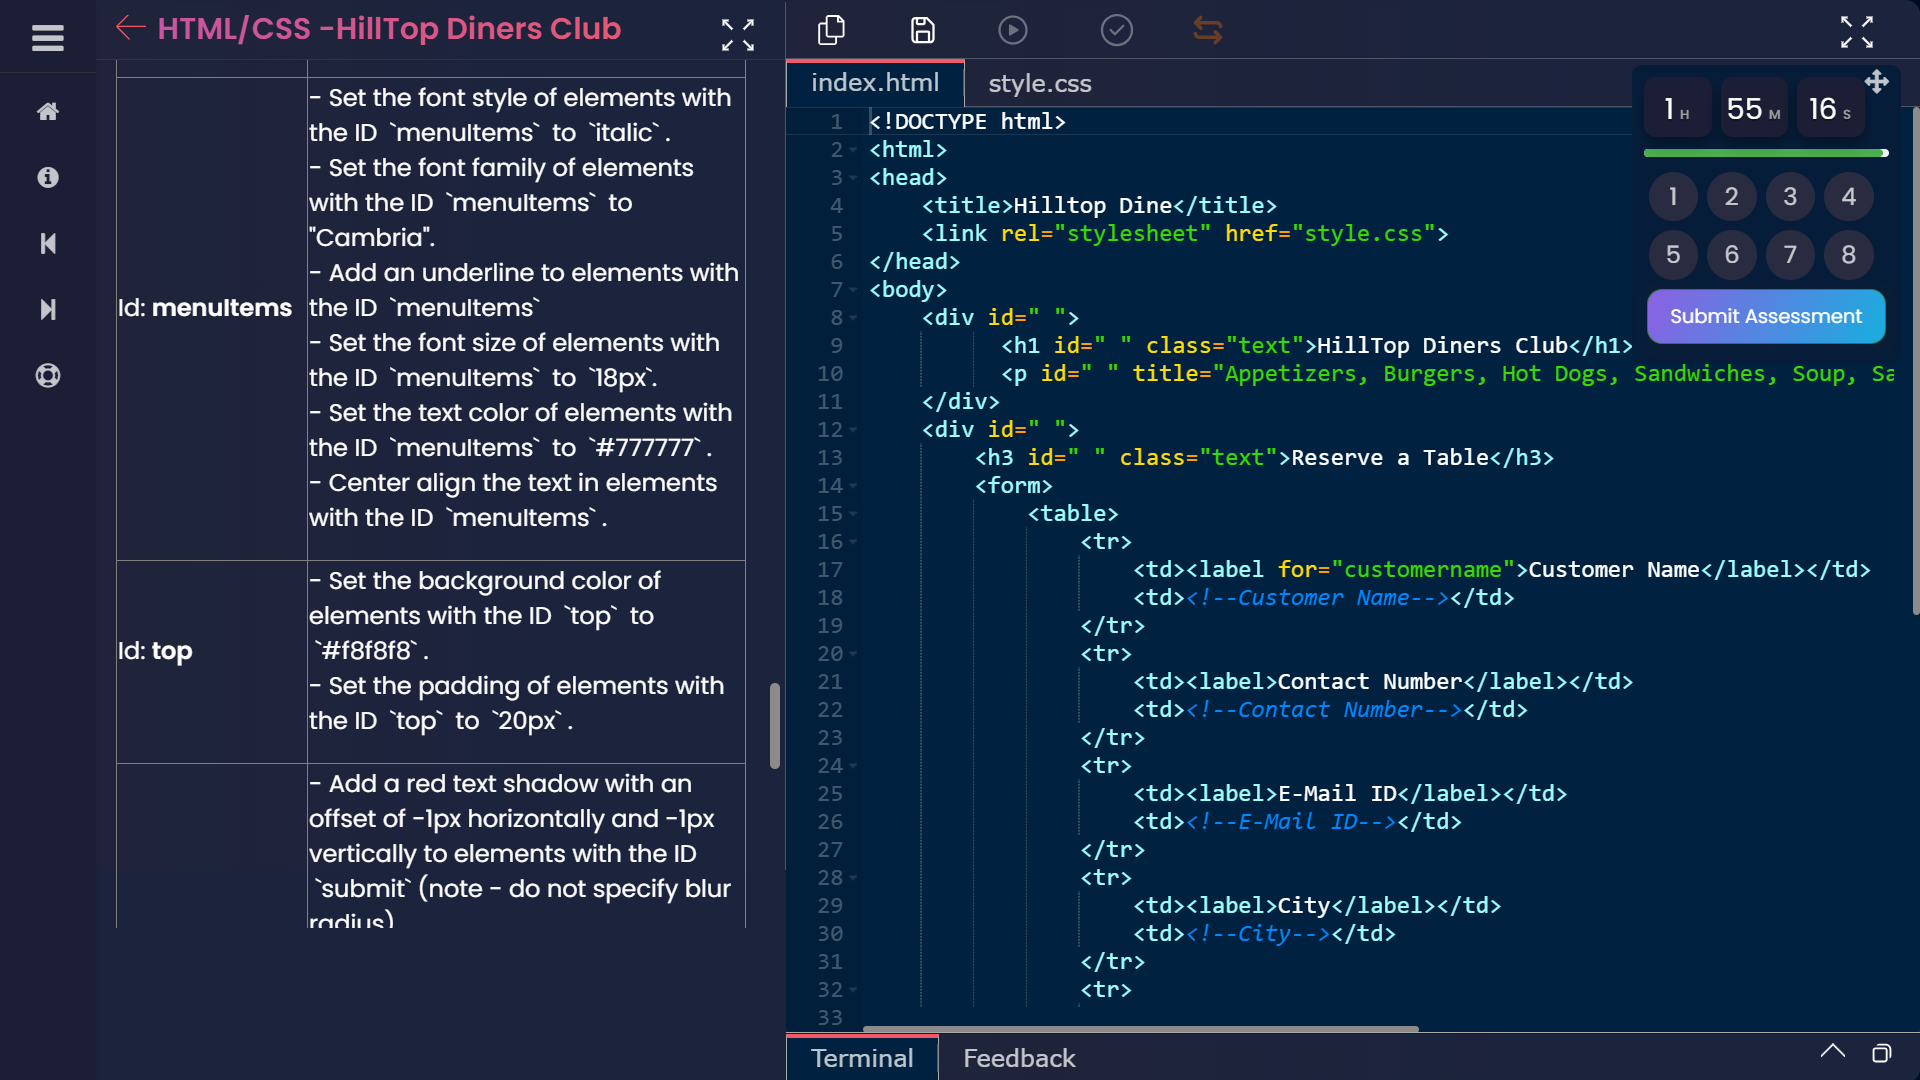 HTML/CSS -HillTop Diners Club
- Set the font style of elements with
the ID `menuItems` to `italic`.
- Set the font family of elements
with the ID `menuItems` to
"Cambria".
- Add an underline to elements with
the ID `menuItems`
- Set the font size of elements with
the ID `menuItems` to `18px`.
- Set the text color of elements with
the ID `menuItems` to `#777777`.
- Center align the text in elements
with the ID `menuItems`.
Id: menuItems
- Set the background color of
elements with the ID `top` to
`#f8f8f8`.
- Set the padding of elements with
the ID `top` to `20px`.
Id: top
- Add a red text shadow with an
offset of -1px horizontally and -1px
vertically to elements with the ID
`submit` (note - do not specify blur
radius)
index.html
style.css
1 <!DOCTYPE html>
2 <html>
3 <head>
4 <title>Hilltop Dine</title>
5 <link rel="stylesheet" href="style.css">
6 </head>
7 <body>
8 <div id=" ">
9 <h1 id=" " class="text">HillTop Diners Club</h1>
10 <p id=" " title="Appetizers, Burgers, Hot Dogs, Sandwiches, Soup, Sa
11 </div>
12 <div id=" ">
13 <h3 id=" " class="text">Reserve a Table</h3>
14 <form>
15 <table>
16 <tr>
17 <td><label for="customername">Customer Name</label></td>
18 <td><!--Customer Name--></td>
19 </tr>
20 <tr>
21 <td><label>Contact Number</label></td>
22 <td><!--Contact Number--></td>
23 </tr>
24 <tr>
25 <td><label>E-Mail ID</label></td>
26 <td><!--E-Mail ID--></td>
27 </tr>
28 <tr>
29 <td><label>City</label></td>
30 <td><!--City--></td>
31 </tr>
32 <tr>
33
1 H 55 M 16 S
1 2 3 4
5 6 7 8
Submit Assessment
Terminal
Feedback